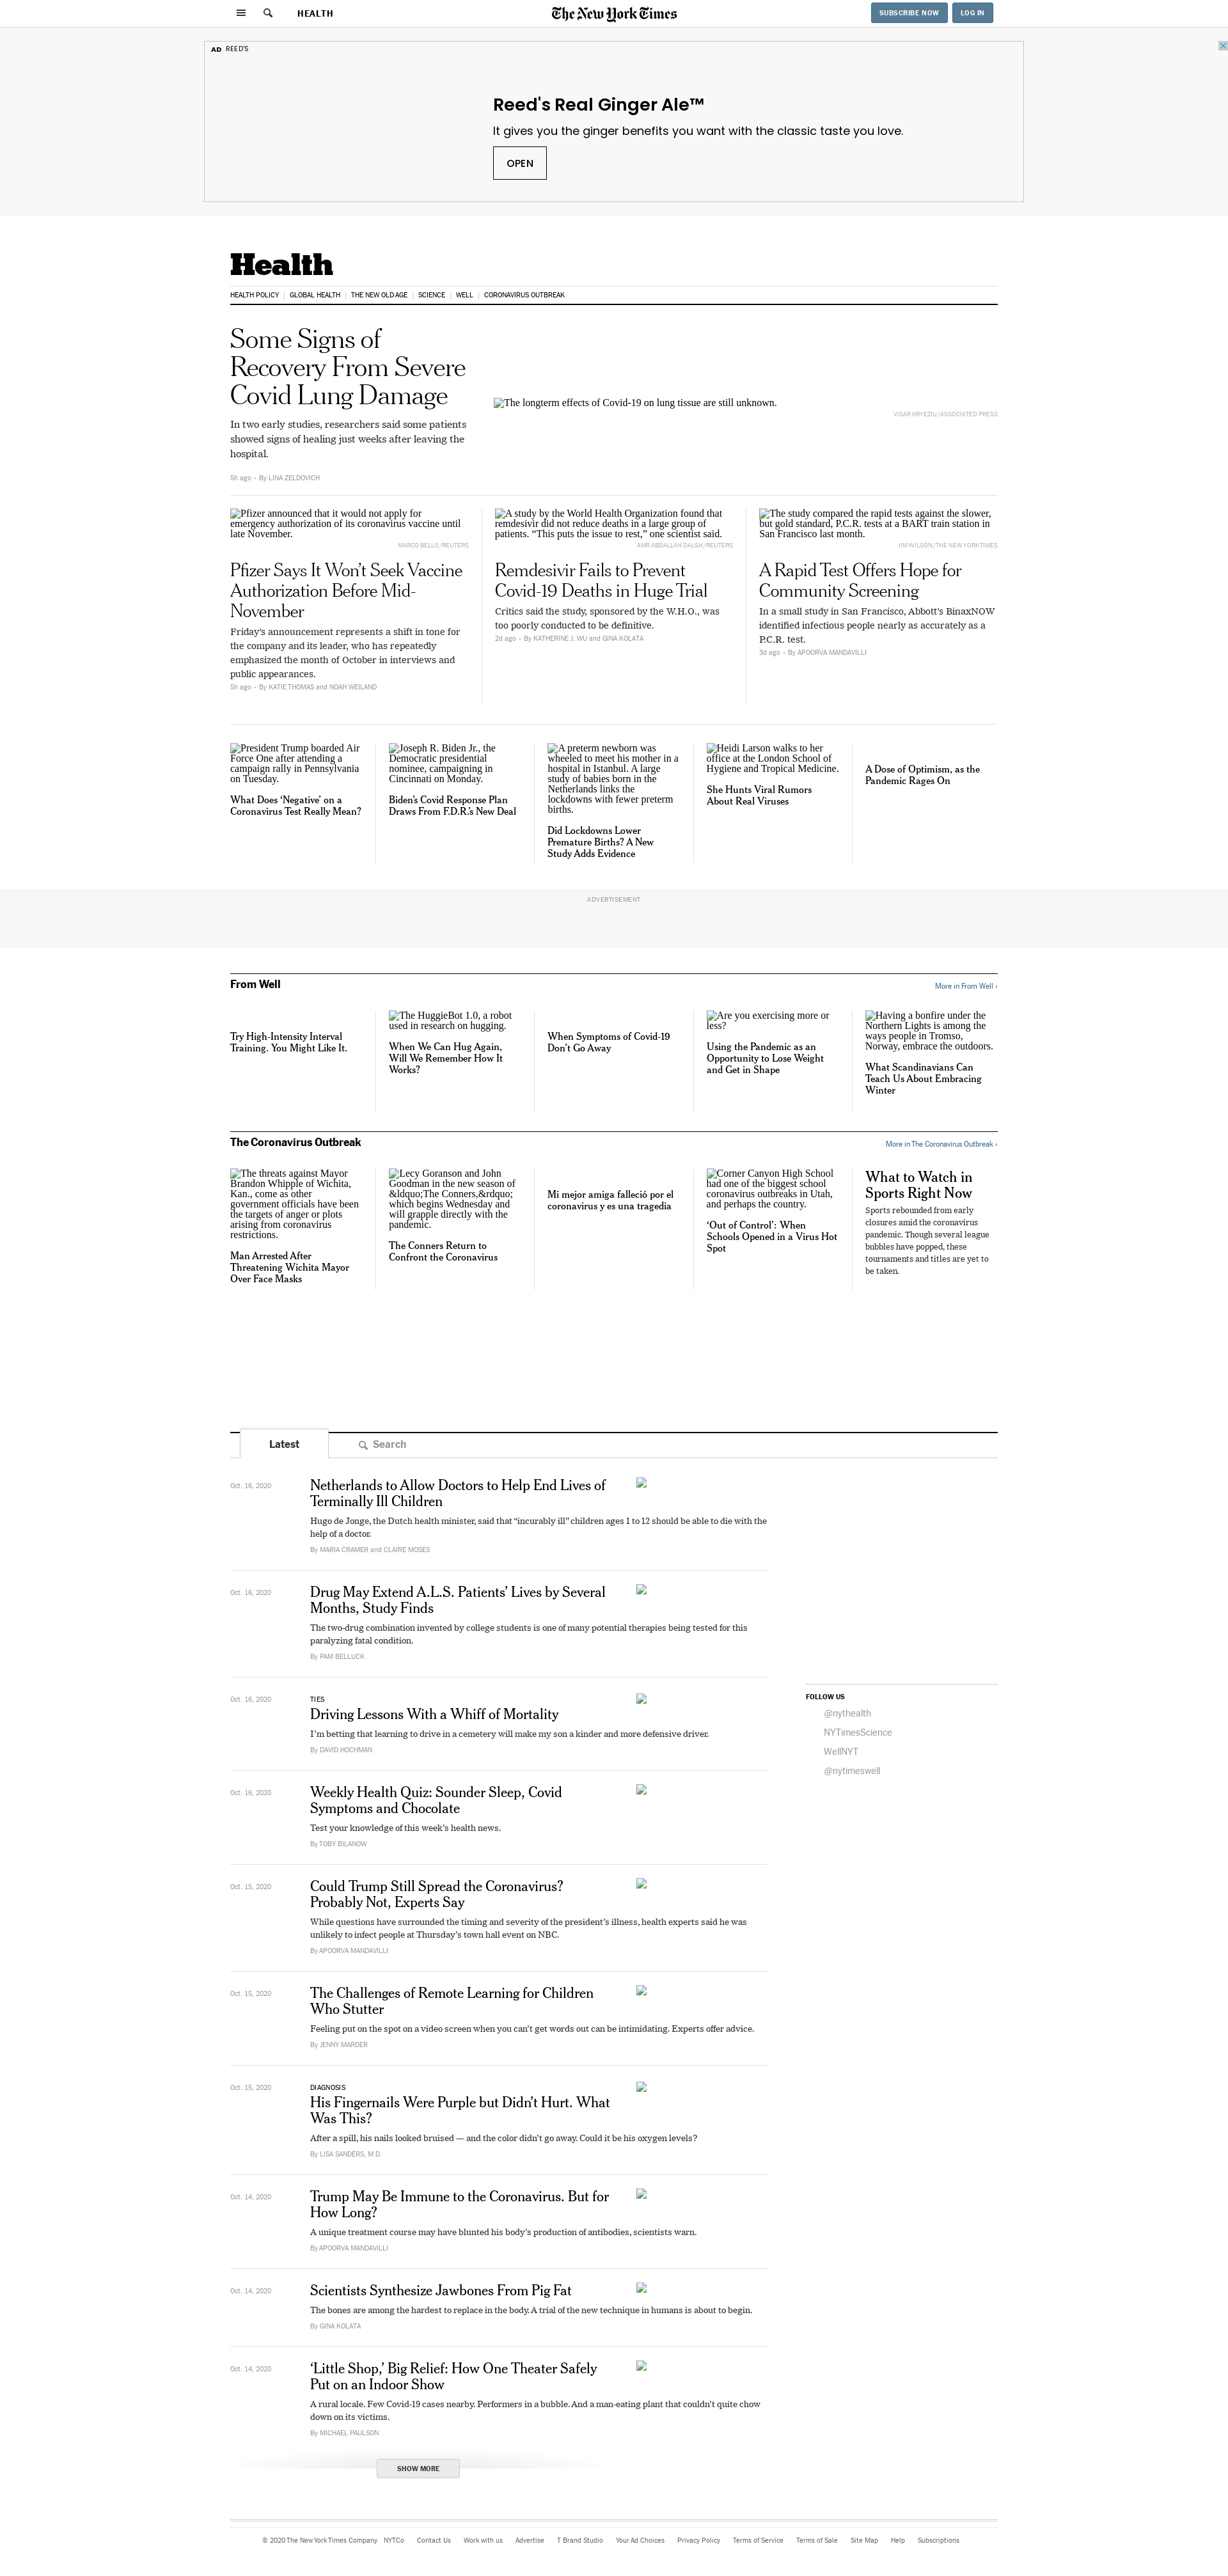 HEALTH
The New York Times
SUBSCRIBE NOW
LOG IN
AD REED'S
Reed's Real Ginger Ale™
It gives you the ginger benefits you want with the classic taste you love.
OPEN
Health
HEALTH POLICY
GLOBAL HEALTH
THE NEW OLD AGE
SCIENCE
WELL
CORONAVIRUS OUTBREAK
Some Signs of
Recovery From Severe
Covid Lung Damage
In two early studies, researchers said some patients
showed signs of healing just weeks after leaving the
hospital.
5h ago • By LINA ZELDOVICH
The longterm effects of Covid-19 on lung tissue are still unknown.
VISAR KRYEZIU/ASSOCIATED PRESS
Pfizer announced that it would not apply for
emergency authorization of its coronavirus vaccine until
late November.
MARCO BELLO/REUTERS
Pfizer Says It Won’t Seek Vaccine
Authorization Before Mid-
November
Friday’s announcement represents a shift in tone for
the company and its leader, who has repeatedly
emphasized the month of October in interviews and
public appearances.
5h ago • By KATIE THOMAS and NOAH WEILAND
A study by the World Health Organization found that
remdesivir did not reduce deaths in a large group of
patients. “This puts the issue to rest,” one scientist said.
AMR ABDALLAH DALSH/REUTERS
Remdesivir Fails to Prevent
Covid-19 Deaths in Huge Trial
Critics said the study, sponsored by the W.H.O., was
too poorly conducted to be definitive.
2d ago • By KATHERINE J. WU and GINA KOLATA
The study compared the rapid tests against the slower,
but gold standard, P.C.R. tests at a BART train station in
San Francisco last month.
JIM WILSON/THE NEW YORK TIMES
A Rapid Test Offers Hope for
Community Screening
In a small study in San Francisco, Abbott’s BinaxNOW
identified infectious people nearly as accurately as a
P.C.R. test.
3d ago • By APOORVA MANDAVILLI
President Trump boarded Air
Force One after attending a
campaign rally in Pennsylvania
on Tuesday.
What Does ‘Negative’ on a
Coronavirus Test Really Mean?
Joseph R. Biden Jr., the
Democratic presidential
nominee, campaigning in
Cincinnati on Monday.
Biden’s Covid Response Plan
Draws From F.D.R.’s New Deal
A preterm newborn was
wheeled to meet his mother in a
hospital in Istanbul. A large
study of babies born in the
Netherlands links the
lockdowns with fewer preterm
births.
Did Lockdowns Lower
Premature Births? A New
Study Adds Evidence
Heidi Larson walks to her
office at the London School of
Hygiene and Tropical Medicine.
She Hunts Viral Rumors
About Real Viruses
A Dose of Optimism, as the
Pandemic Rages On
ADVERTISEMENT
From Well
More in From Well ›
Try High-Intensity Interval
Training. You Might Like It.
The HuggieBot 1.0, a robot
used in research on hugging.
When We Can Hug Again,
Will We Remember How It
Works?
When Symptoms of Covid-19
Don’t Go Away
Are you exercising more or
less?
Using the Pandemic as an
Opportunity to Lose Weight
and Get in Shape
Having a bonfire under the
Northern Lights is among the
ways people in Tromso,
Norway, embrace the outdoors.
What Scandinavians Can
Teach Us About Embracing
Winter
The Coronavirus Outbreak
More in The Coronavirus Outbreak ›
The threats against Mayor
Brandon Whipple of Wichita,
Kan., come as other
government officials have been
the targets of anger or plots
arising from coronavirus
restrictions.
Man Arrested After
Threatening Wichita Mayor
Over Face Masks
Lecy Goranson and John
Goodman in the new season of
&ldquo;The Conners,&rdquo;
which begins Wednesday and
will grapple directly with the
pandemic.
The Conners Return to
Confront the Coronavirus
Mi mejor amiga falleció por el
coronavirus y es una tragedia
Corner Canyon High School
had one of the biggest school
coronavirus outbreaks in Utah,
and perhaps the country.
‘Out of Control’: When
Schools Opened in a Virus Hot
Spot
What to Watch in
Sports Right Now
Sports rebounded from early
closures amid the coronavirus
pandemic. Though several league
bubbles have popped, these
tournaments and titles are yet to
be taken.
Latest
Search
Oct. 16, 2020
Netherlands to Allow Doctors to Help End Lives of
Terminally Ill Children
Hugo de Jonge, the Dutch health minister, said that “incurably ill” children ages 1 to 12 should be able to die with the
help of a doctor.
By MARIA CRAMER and CLAIRE MOSES
Oct. 16, 2020
Drug May Extend A.L.S. Patients’ Lives by Several
Months, Study Finds
The two-drug combination invented by college students is one of many potential therapies being tested for this
paralyzing fatal condition.
By PAM BELLUCK
Oct. 16, 2020
TIES
Driving Lessons With a Whiff of Mortality
I’m betting that learning to drive in a cemetery will make my son a kinder and more defensive driver.
By DAVID HOCHMAN
FOLLOW US
@nythealth
NYTimesScience
WellNYT
@nytimeswell
Oct. 16, 2020
Weekly Health Quiz: Sounder Sleep, Covid
Symptoms and Chocolate
Test your knowledge of this week’s health news.
By TOBY BILANOW
Oct. 15, 2020
Could Trump Still Spread the Coronavirus?
Probably Not, Experts Say
While questions have surrounded the timing and severity of the president’s illness, health experts said he was
unlikely to infect people at Thursday’s town hall event on NBC.
By APOORVA MANDAVILLI
Oct. 15, 2020
The Challenges of Remote Learning for Children
Who Stutter
Feeling put on the spot on a video screen when you can’t get words out can be intimidating. Experts offer advice.
By JENNY MARDER
Oct. 15, 2020
DIAGNOSIS
His Fingernails Were Purple but Didn’t Hurt. What
Was This?
After a spill, his nails looked bruised — and the color didn’t go away. Could it be his oxygen levels?
By LISA SANDERS, M.D.
Oct. 14, 2020
Trump May Be Immune to the Coronavirus. But for
How Long?
A unique treatment course may have blunted his body’s production of antibodies, scientists warn.
By APOORVA MANDAVILLI
Oct. 14, 2020
Scientists Synthesize Jawbones From Pig Fat
The bones are among the hardest to replace in the body. A trial of the new technique in humans is about to begin.
By GINA KOLATA
Oct. 14, 2020
‘Little Shop,’ Big Relief: How One Theater Safely
Put on an Indoor Show
A rural locale. Few Covid-19 cases nearby. Performers in a bubble. And a man-eating plant that couldn’t quite chow
down on its victims.
By MICHAEL PAULSON
SHOW MORE
© 2020 The New York Times Company NYTCo Contact Us Work with us Advertise T Brand Studio Your Ad Choices Privacy Policy Terms of Service Terms of Sale Site Map Help Subscriptions